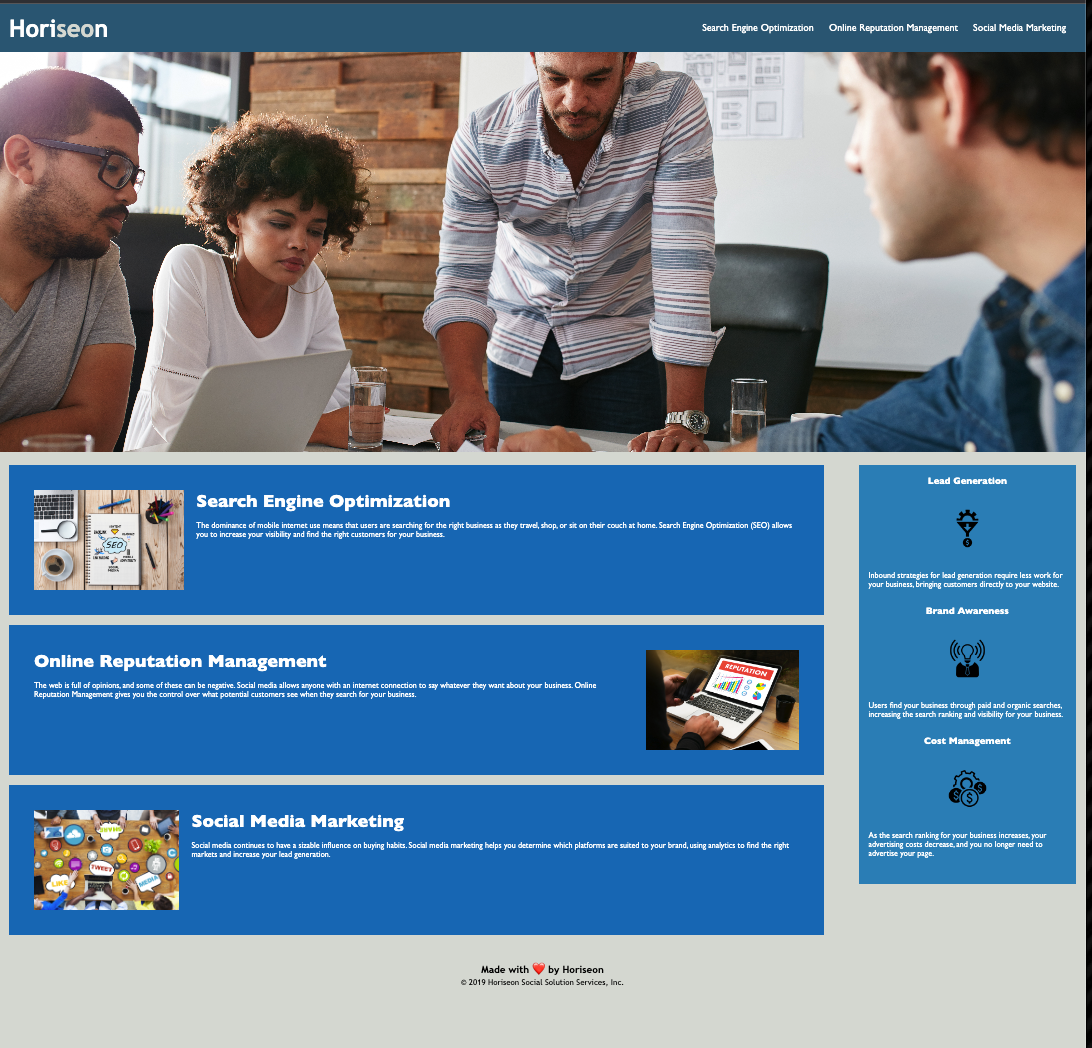 Horiseon
Search Engine Optimization
Online Reputation Management
Social Media Marketing
Search Engine Optimization
The dominance of mobile internet use means that users are searching for the right business as they travel, shop, or sit on their couch at home. Search Engine Optimization (SEO) allows
you to increase your visibility and find the right customers for your business.
SEO
Online Reputation Management
The web is full of opinions, and some of these can be negative. Social media allows anyone with an internet connection to say whatever they want about your business. Online
Reputation Management gives you the control over what potential customers see when they search for your business.
REPUTATION
Social Media Marketing
Social media continues to have a sizable influence on buying habits. Social media marketing helps you determine which platforms are suited to your brand, using analytics to find the right
markets and increase your lead generation.
TWEET
LIKE
MEDIA
Lead Generation
Inbound strategies for lead generation require less work for
your business, bringing customers directly to your website.
Brand Awareness
Users find your business through paid and organic searches,
increasing the search ranking and visibility for your business.
Cost Management
As the search ranking for your business increases, your
advertising costs decrease, and you no longer need to
advertise your page.
Made with ❤️ by Horiseon
© 2019 Horiseon Social Solution Services, Inc.